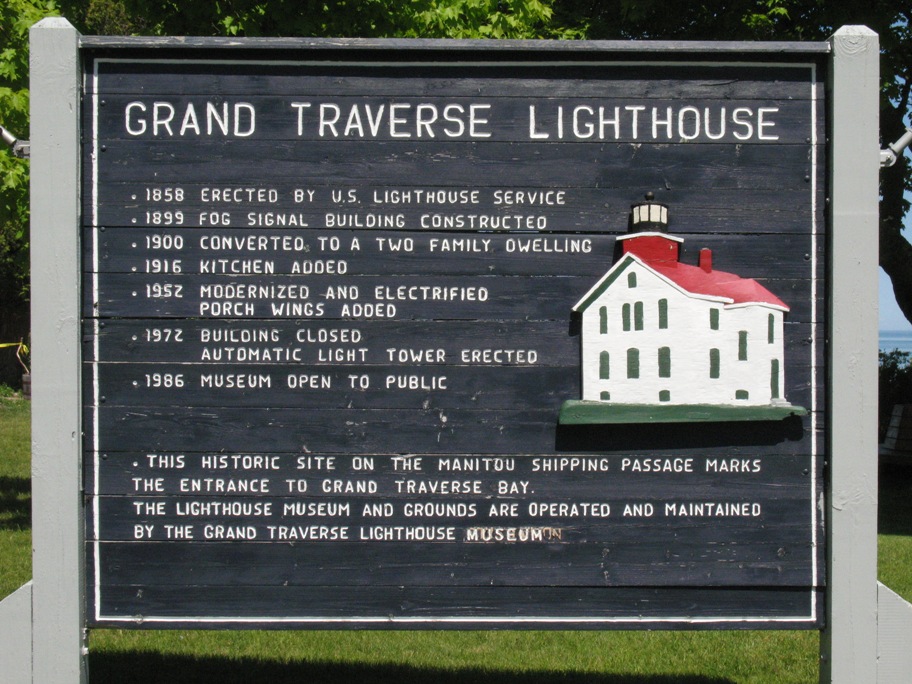 GRAND TRAVERSE LIGHTHOUSE
. 1858 ERECTED BY U.S. LIGHTHOUSE SERVICE
. 1899 FOG SIGNAL BUILDING CONSTRUCTED
. 1900 CONVERTED TO A TWO FAMILY DWELLING
. 1916 KITCHEN ADDED
. 1952 MODERNIZED AND ELECTRIFIED
PORCH WINGS ADDED
. 1972 BUILDING CLOSED
AUTOMATIC LIGHT TOWER ERECTED
. 1986 MUSEUM OPEN TO PUBLIC
. THIS HISTORIC SITE ON THE MANITOU SHIPPING PASSAGE MARKS
THE ENTRANCE TO GRAND TRAVERSE BAY.
THE LIGHTHOUSE MUSEUM AND GROUNDS ARE OPERATED AND MAINTAINED
BY THE GRAND TRAVERSE LIGHTHOUSE MUSEUM